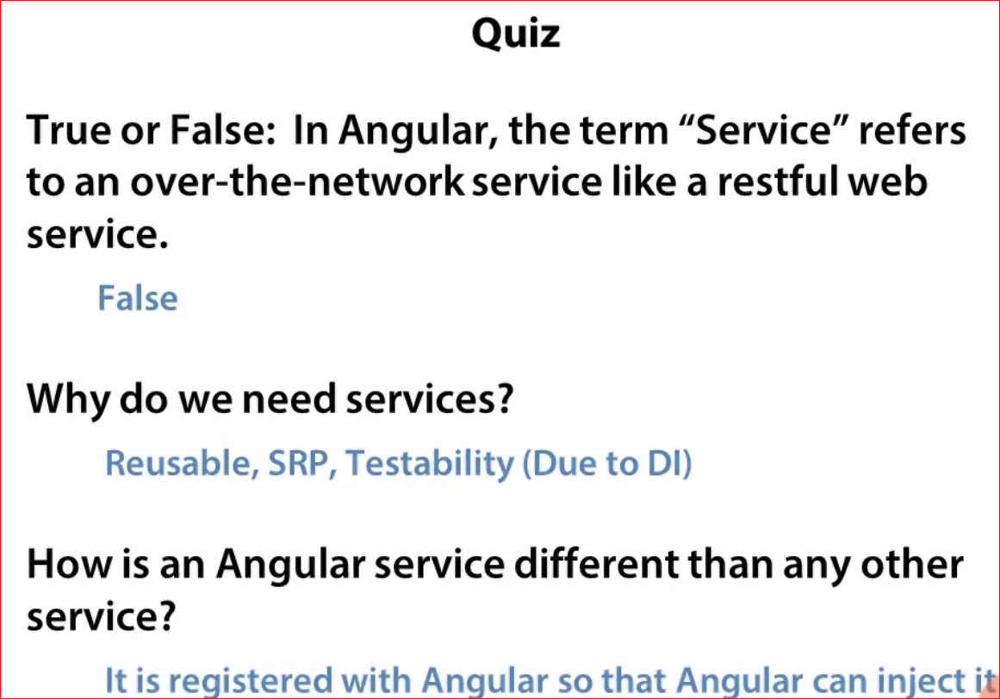 Quiz
True or False:  In Angular, the term “Service” refers
to an over-the-network service like a restful web
service.
False
Why do we need services?
Reusable, SRP, Testability (Due to DI)
How is an Angular service different than any other
service?
It is registered with Angular so that Angular can inject it